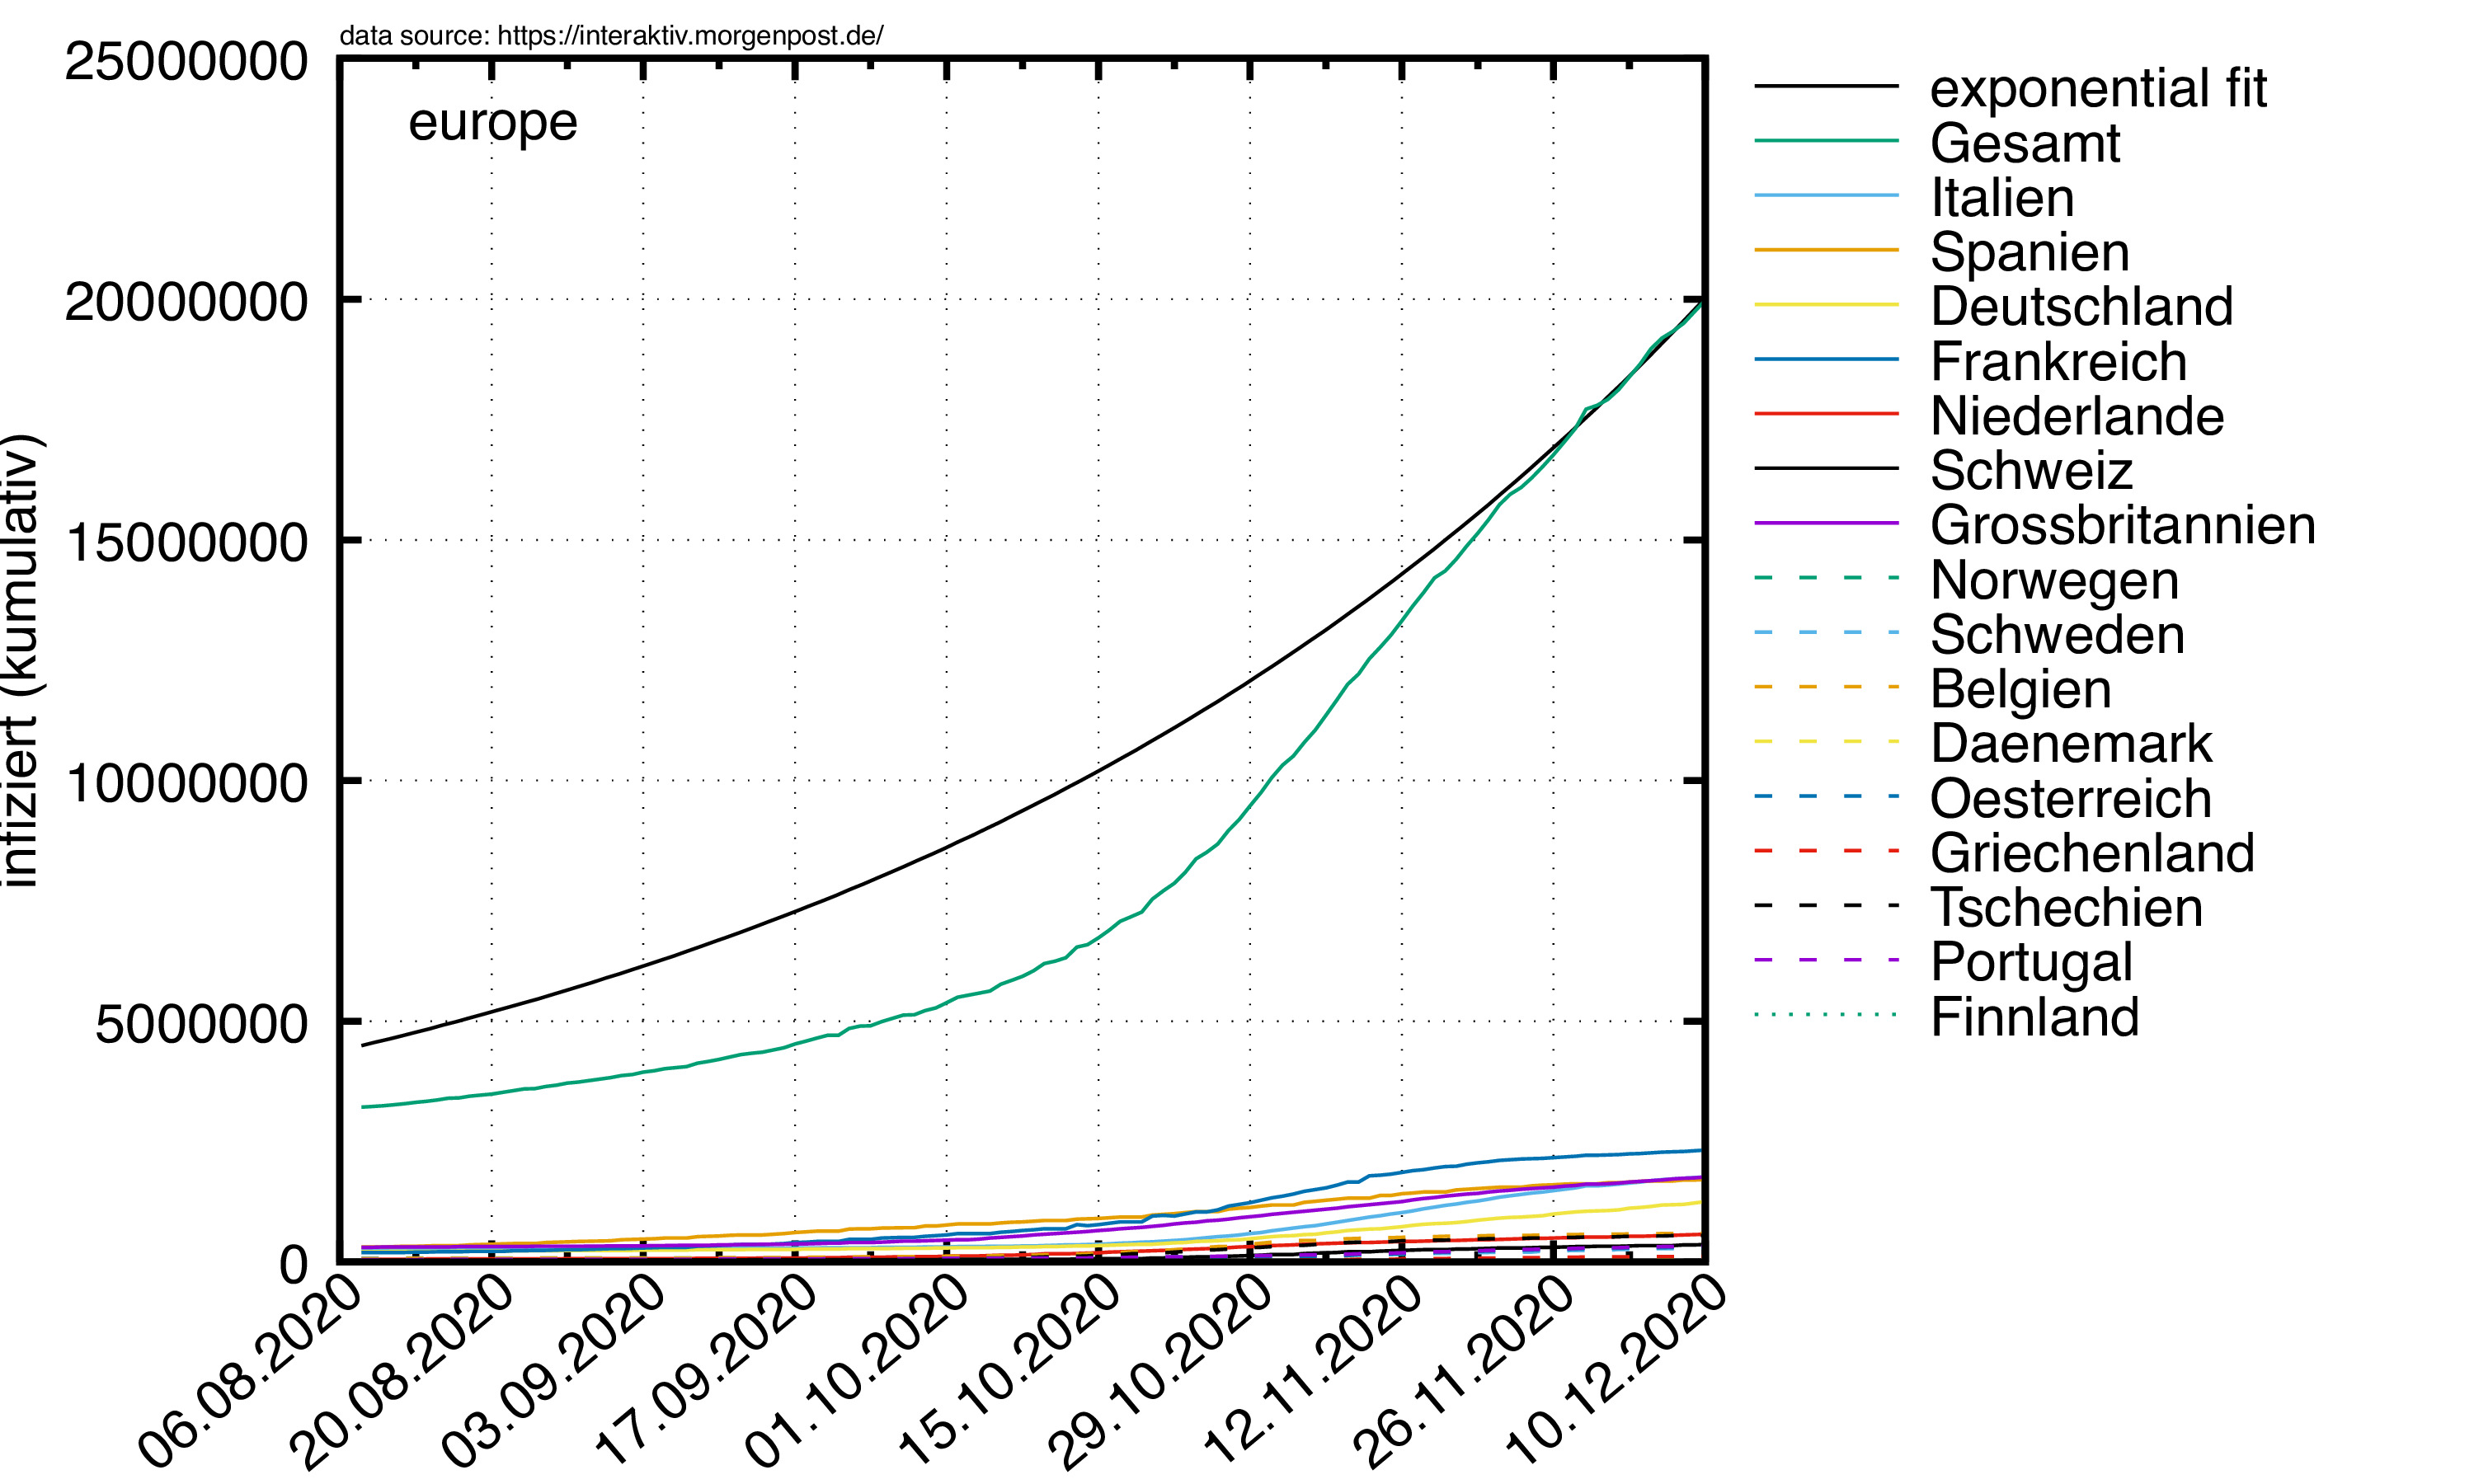 data source: https://interaktiv.morgenpost.de/
europe
infiziert (kumulativ)
25000000
20000000
15000000
10000000
5000000
0
06.08.2020
20.08.2020
03.09.2020
17.09.2020
01.10.2020
15.10.2020
29.10.2020
12.11.2020
26.11.2020
10.12.2020
exponential fit
Gesamt
Italien
Spanien
Deutschland
Frankreich
Niederlande
Schweiz
Grossbritannien
Norwegen
Schweden
Belgien
Daenemark
Oesterreich
Griechenland
Tschechien
Portugal
Finnland